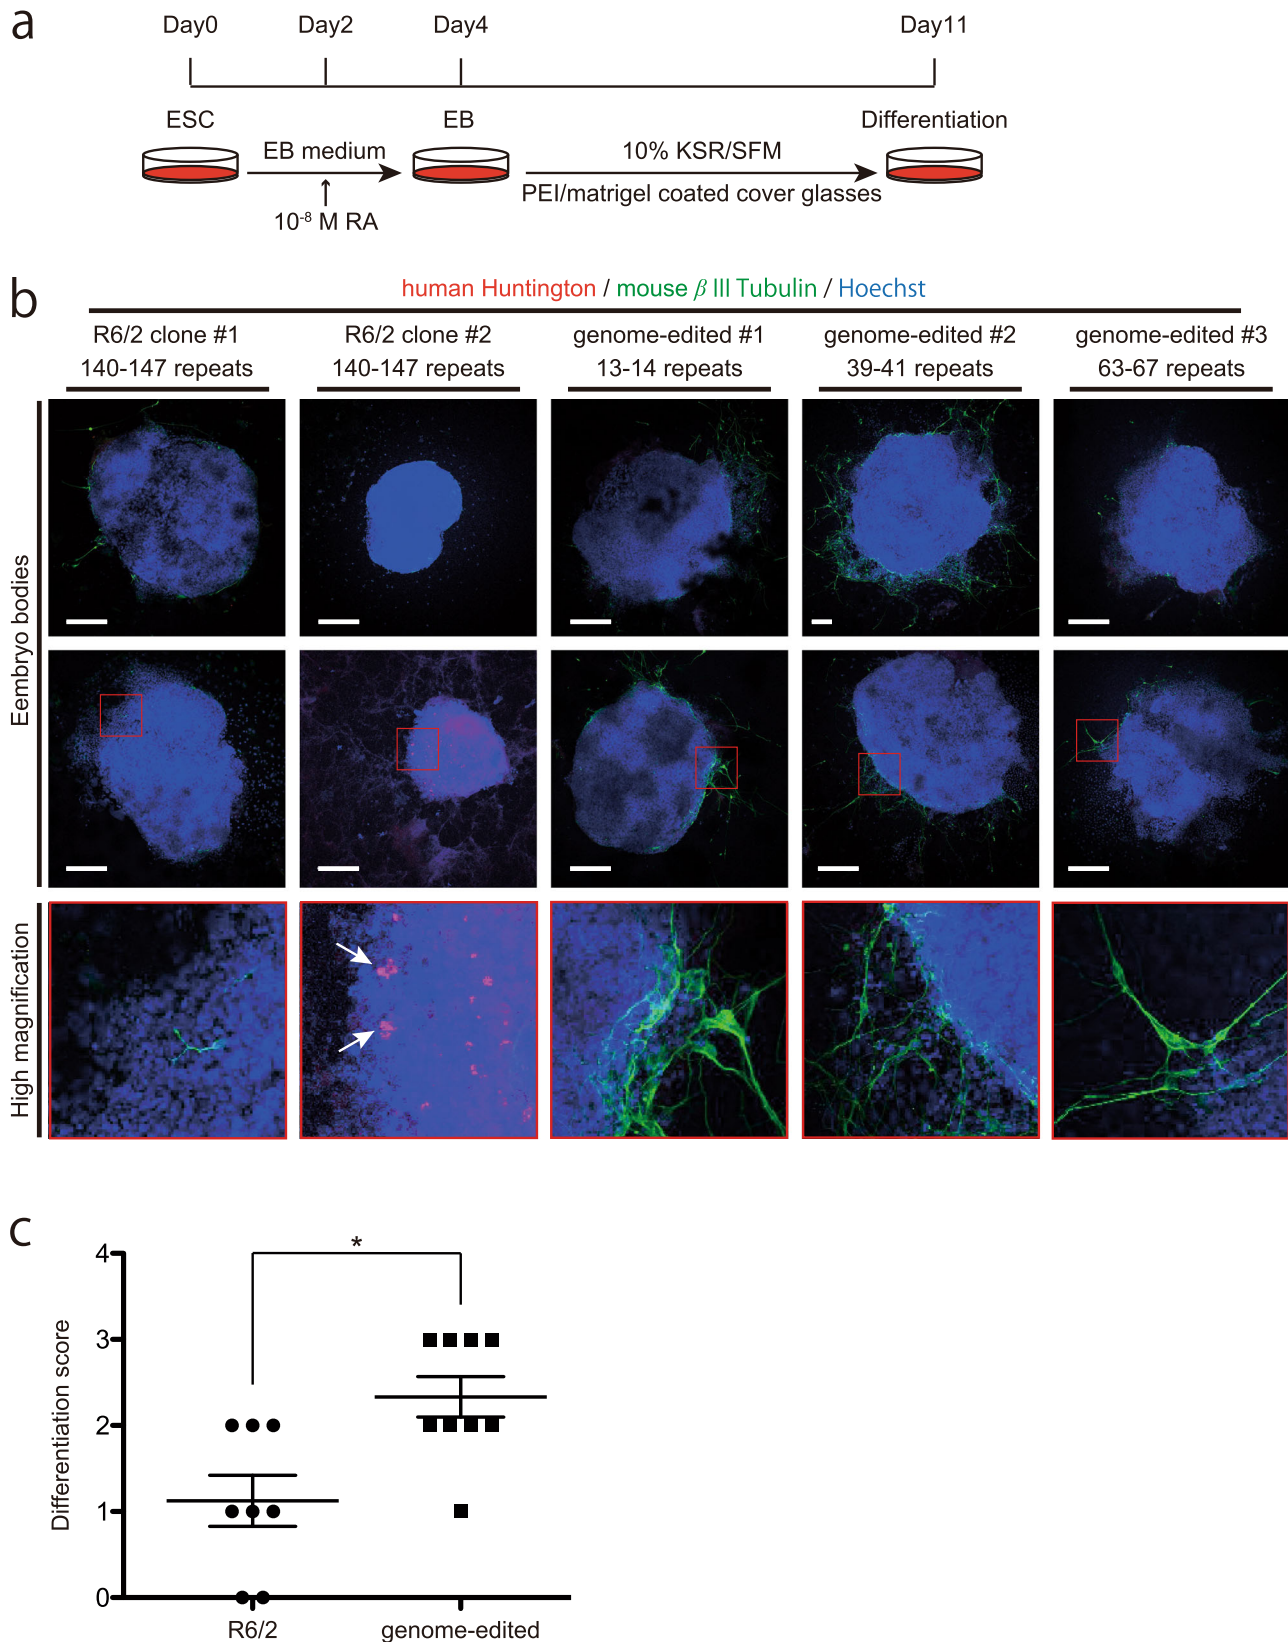 a
Day0
Day2
Day4
Day11
ESC
EB
Differentiation
EB medium
10% KSR/SFM
PEI/matrigel coated cover glasses
10⁻⁸ M RA
b
human Huntington / mouse β III Tubulin / Hoechst
R6/2 clone #1
140-147 repeats
R6/2 clone #2
140-147 repeats
genome-edited #1
13-14 repeats
genome-edited #2
39-41 repeats
genome-edited #3
63-67 repeats
Eembryo bodies
High magnification
c
*
4
3
2
1
0
Differentiation score
R6/2
genome-edited